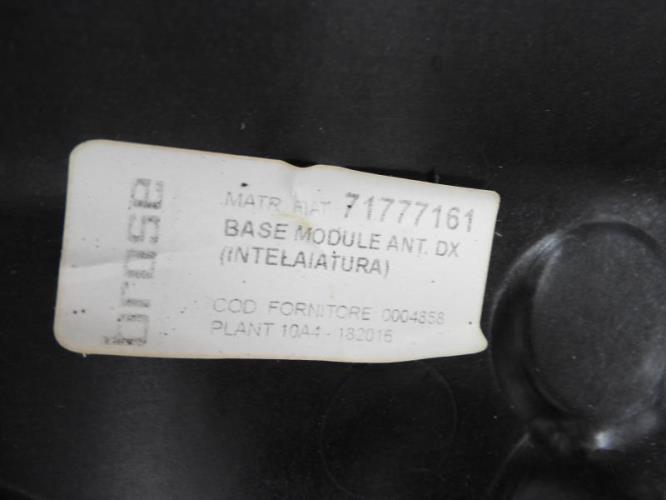 brose
MATR. FIAT 71777161
BASE MODULE ANT. DX
(INTELAIATURA)
COD FORNITORE 0004858
PLANT 10A4 - 182016